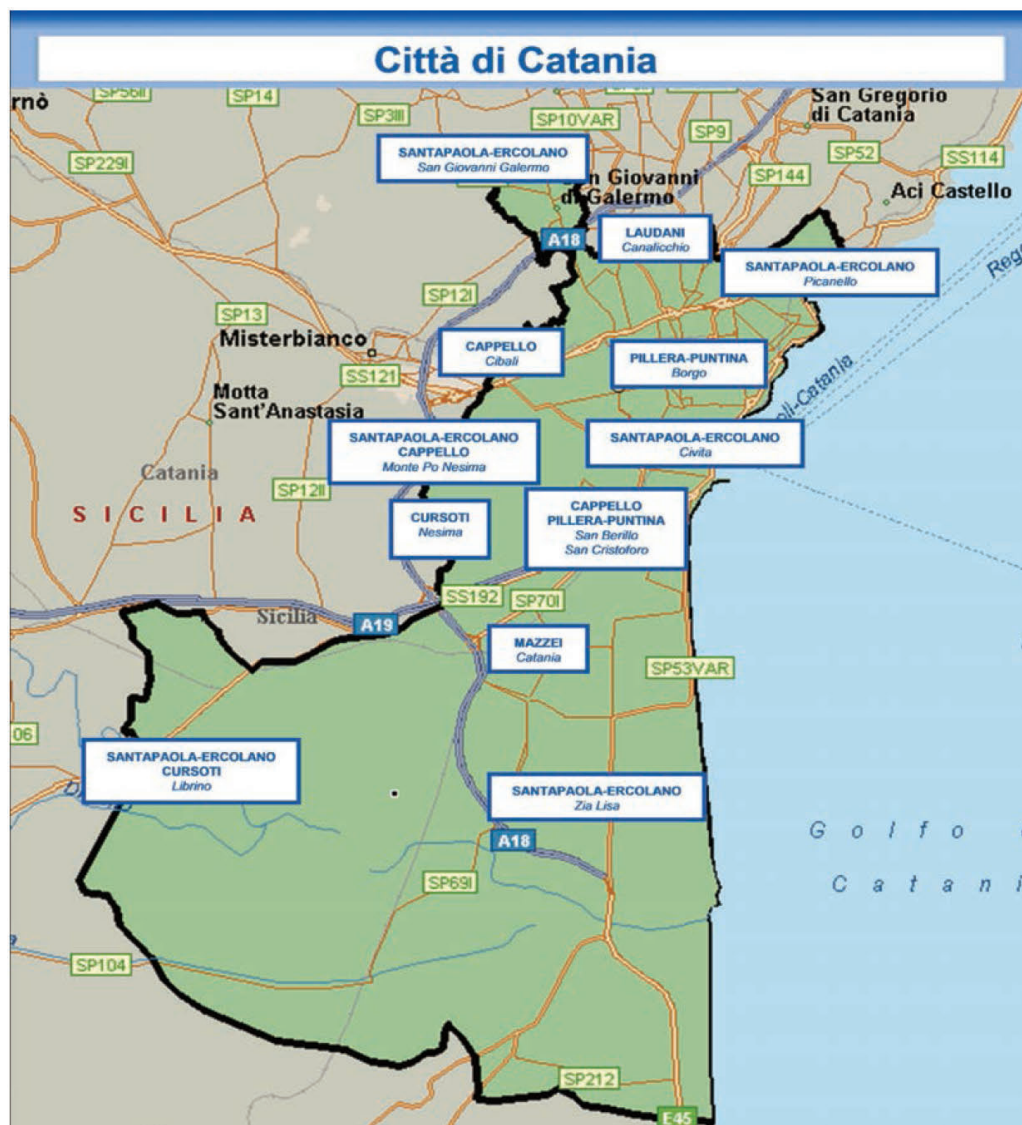 Città di Catania
rnò
SP56II
SP14
SP3III
SP10VAR
SP9
San Gregorio
di Catania
SP229I
SP52
SS114
SP144
SANTAPAOLA-ERCOLANO
San Giovanni Galermo
n Giovanni
di Galermo
Aci Castello
A18
LAUDANI
Canalicchio
SANTAPAOLA-ERCOLANO
Picanello
Reg
SP12I
SP13
Misterbianco
SS121
CAPPELLO
Cibali
PILLERA-PUNTINA
Borgo
oli-Catania
Motta
Sant'Anastasia
SANTAPAOLA-ERCOLANO
CAPPELLO
Monte Po Nesima
SANTAPAOLA-ERCOLANO
Civita
Catania
SP12II
SICILIA
CURSOTI
Nesima
CAPPELLO
PILLERA-PUNTINA
San Berillo
San Cristoforo
SS192
SP70I
Sicilia
A19
MAZZEI
Catania
SP53VAR
06
SANTAPAOLA-ERCOLANO
CURSOTI
Librino
SANTAPAOLA-ERCOLANO
Zia Lisa
A18
Golfo
Catani
SP69I
SP104
SP212
E45